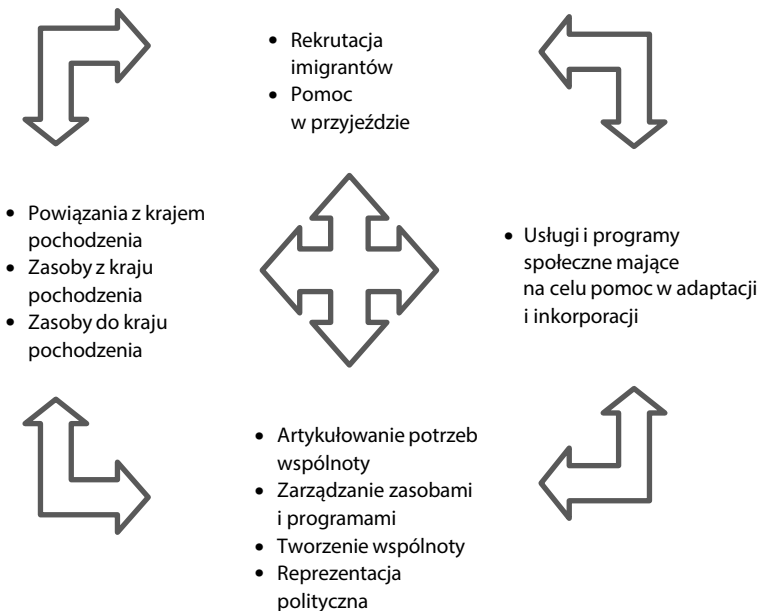 • Rekrutacja
imigrantów
• Pomoc
w przyjeździe
• Powiązania z krajem
pochodzenia
• Zasoby z kraju
pochodzenia
• Zasoby do kraju
pochodzenia
• Usługi i programy
społeczne mające
na celu pomoc w adaptacji
i inkorporacji
• Artykułowanie potrzeb
wspólnoty
• Zarządzanie zasobami
i programami
• Tworzenie wspólnoty
• Reprezentacja
polityczna